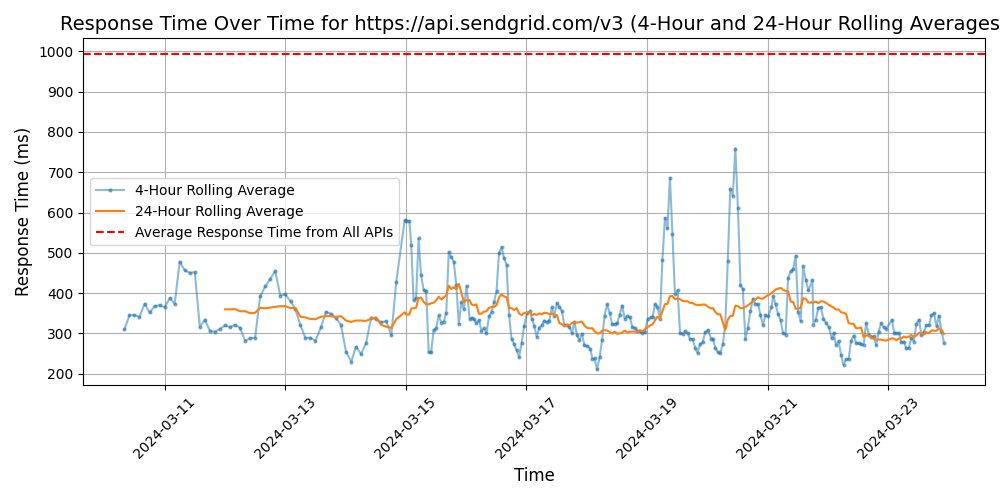 Response Time Over Time for https://api.sendgrid.com/v3 (4-Hour and 24-Hour Rolling Averages
Response Time (ms)
1000
900
800
700
600
500
400
300
200
4-Hour Rolling Average
24-Hour Rolling Average
Average Response Time from All APIs
2024-03-11
2024-03-13
2024-03-15
2024-03-17
2024-03-19
2024-03-21
2024-03-23
Time